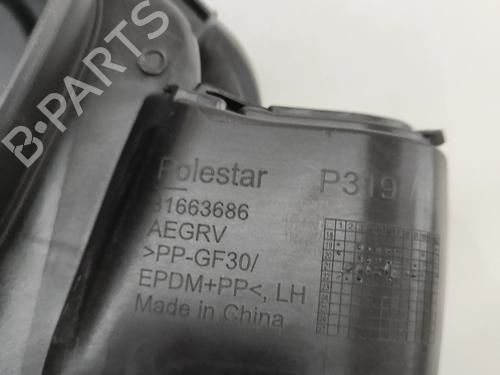 Polestar P319
31663686
AEGRV
>PP-GF30/
EPDM+PP<, LH
Made in China
B-PARTS